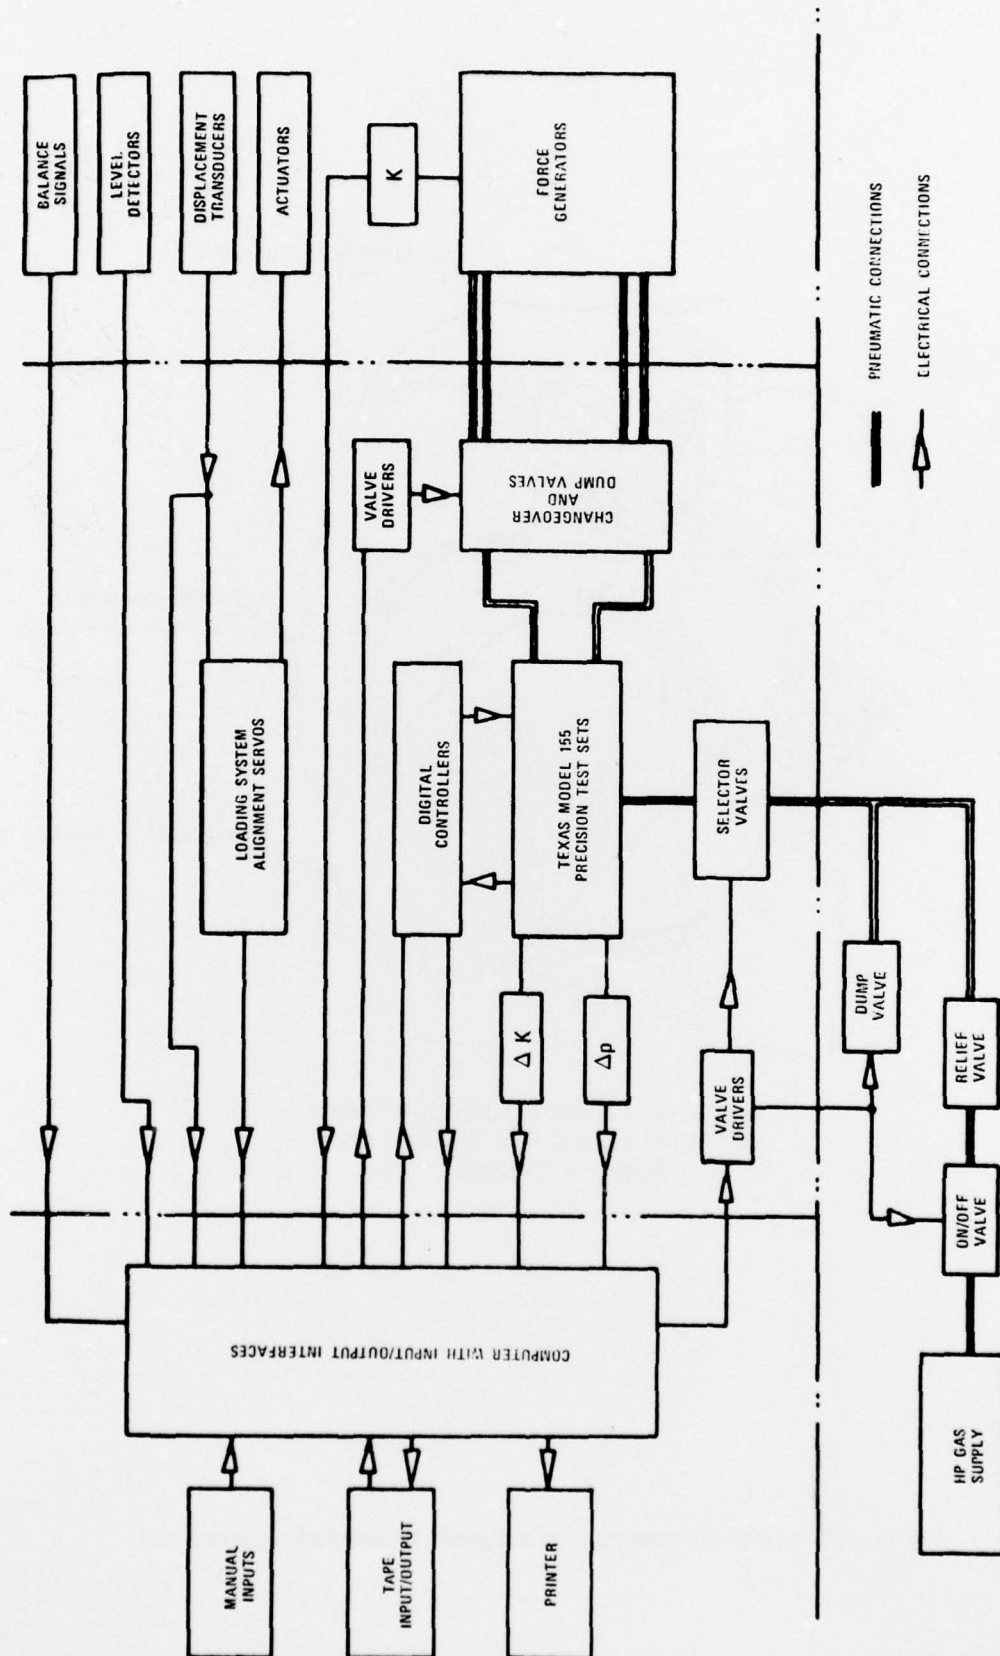 BALANCE
SIGNALS
LEVEL
DETECTORS
DISPLACEMENT
TRANSDUCERS
ACTUATORS
K
FORCE
GENERATORS
VALVE
DRIVERS
CHANGEOVER
AND
DUMP VALVES
LOADING SYSTEM
ALIGNMENT SERVOS
DIGITAL
CONTROLLERS
TEXAS MODEL 155
PRECISION TEST SETS
SELECTOR
VALVES
Δ K
Δp
VALVE
DRIVERS
DUMP
VALVE
RELIEF
VALVE
ON/OFF
VALVE
HP GAS
SUPPLY
COMPUTER WITH INPUT/OUTPUT INTERFACES
MANUAL
INPUTS
TAPE
INPUT/OUTPUT
PRINTER
PNEUMATIC CONNECTIONS
ELECTRICAL CONNECTIONS